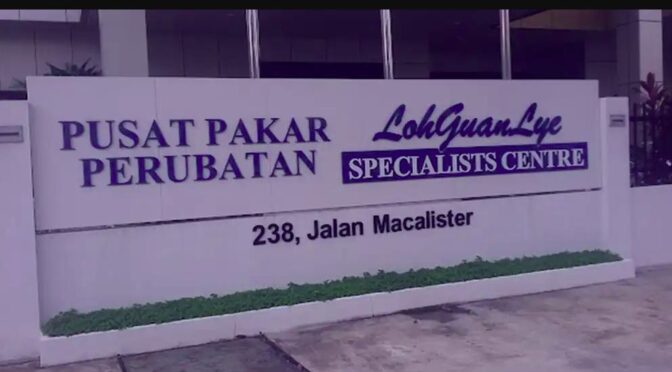 PUSAT PAKAR
PERUBATAN
LohGuanLye
SPECIALISTS CENTRE
238, Jalan Macalister